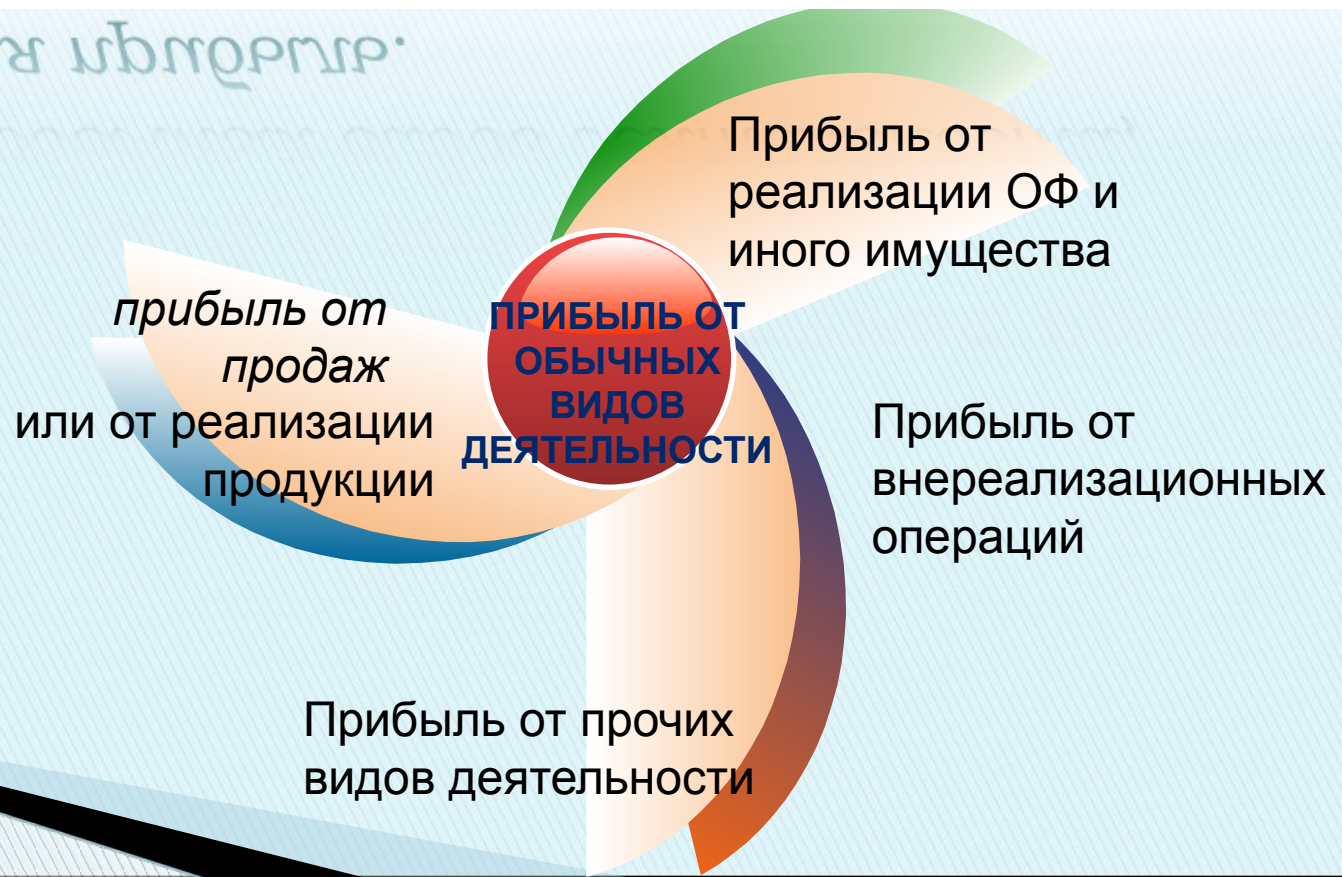 я прибыль.
Прибыль от
реализации ОФ и
иного имущества
прибыль от
продаж
или от реализации
продукции
ПРИБЫЛЬ ОТ
ОБЫЧНЫХ
ВИДОВ
ДЕЯТЕЛЬНОСТИ
Прибыль от
внереализационных
операций
Прибыль от прочих
видов деятельности